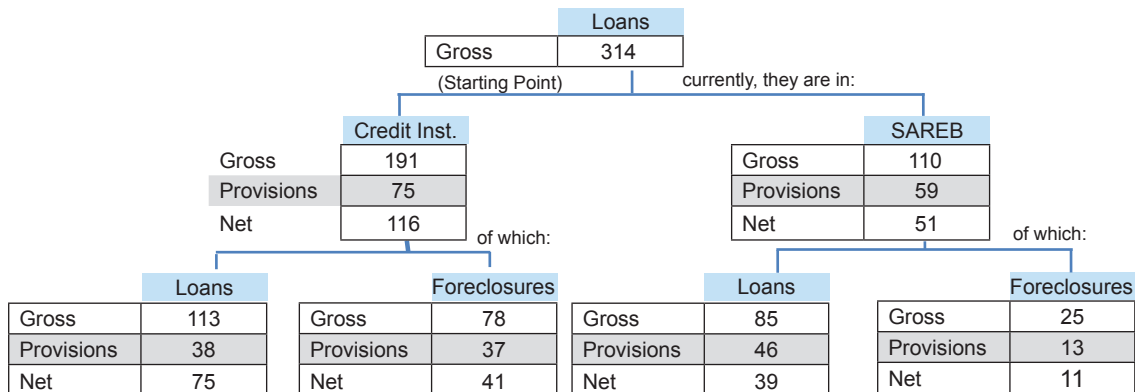 Loans
Gross 314
(Starting Point) currently, they are in:
Credit Inst. SAREB
Gross 191 Gross 110
Provisions 75 Provisions 59
Net 116 Net 51
of which: of which:
Loans Foreclosures Loans Foreclosures
Gross 113 Gross 78 Gross 85 Gross 25
Provisions 38 Provisions 37 Provisions 46 Provisions 13
Net 75 Net 41 Net 39 Net 11